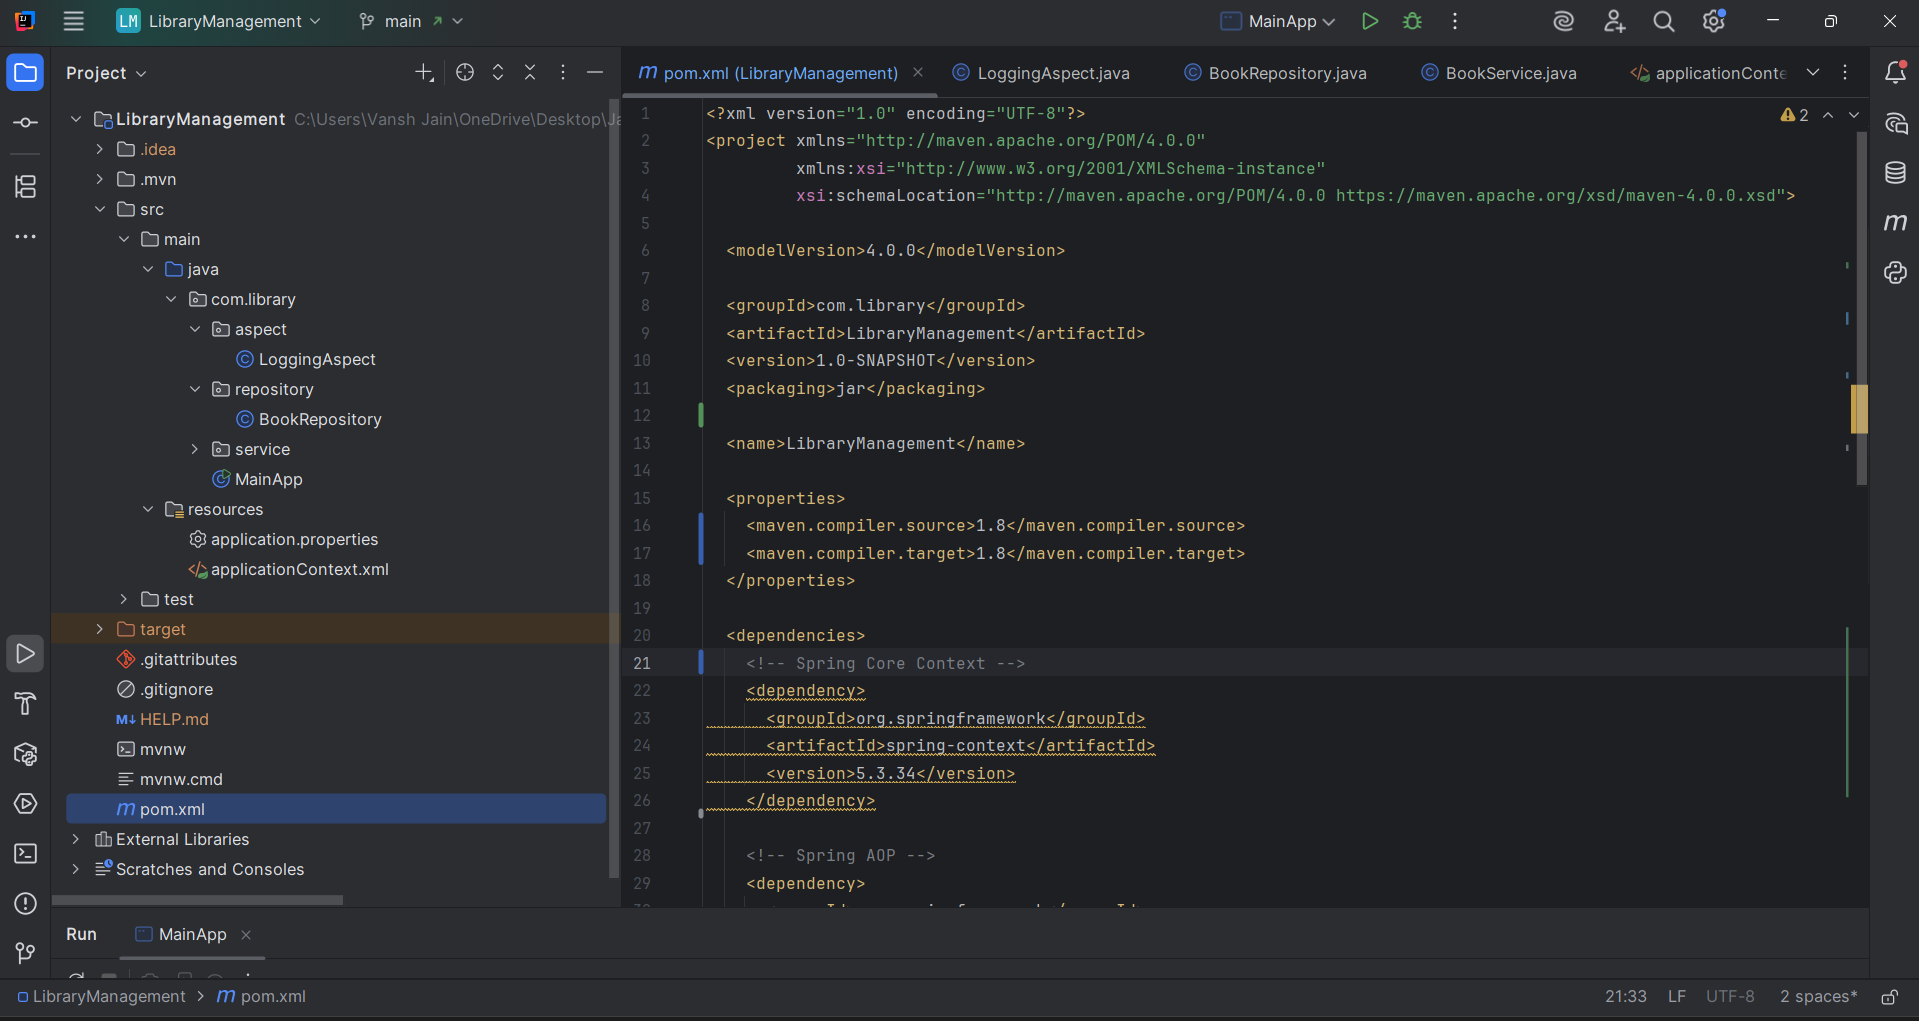 LM LibraryManagement main MainApp
Project
LibraryManagement C:\Users\Vansh Jain\OneDrive\Desktop\Ja
.idea
.mvn
src
main
java
com.library
aspect
LoggingAspect
repository
BookRepository
service
MainApp
resources
application.properties
applicationContext.xml
test
target
.gitattributes
.gitignore
M↓ HELP.md
mvnw
mvnw.cmd
m pom.xml
External Libraries
Scratches and Consoles
m pom.xml (LibraryManagement) LoggingAspect.java BookRepository.java BookService.java applicationConte
2
1 <?xml version="1.0" encoding="UTF-8"?>
2 <project xmlns="http://maven.apache.org/POM/4.0.0"
3 xmlns:xsi="http://www.w3.org/2001/XMLSchema-instance"
4 xsi:schemaLocation="http://maven.apache.org/POM/4.0.0 https://maven.apache.org/xsd/maven-4.0.0.xsd">
5
6 <modelVersion>4.0.0</modelVersion>
7
8 <groupId>com.library</groupId>
9 <artifactId>LibraryManagement</artifactId>
10 <version>1.0-SNAPSHOT</version>
11 <packaging>jar</packaging>
12
13 <name>LibraryManagement</name>
14
15 <properties>
16 <maven.compiler.source>1.8</maven.compiler.source>
17 <maven.compiler.target>1.8</maven.compiler.target>
18 </properties>
19
20 <dependencies>
21 <!-- Spring Core Context -->
22 <dependency>
23 <groupId>org.springframework</groupId>
24 <artifactId>spring-context</artifactId>
25 <version>5.3.34</version>
26 </dependency>
27
28 <!-- Spring AOP -->
29 <dependency>
Run MainApp
LibraryManagement > m pom.xml 21:33 LF UTF-8 2 spaces*